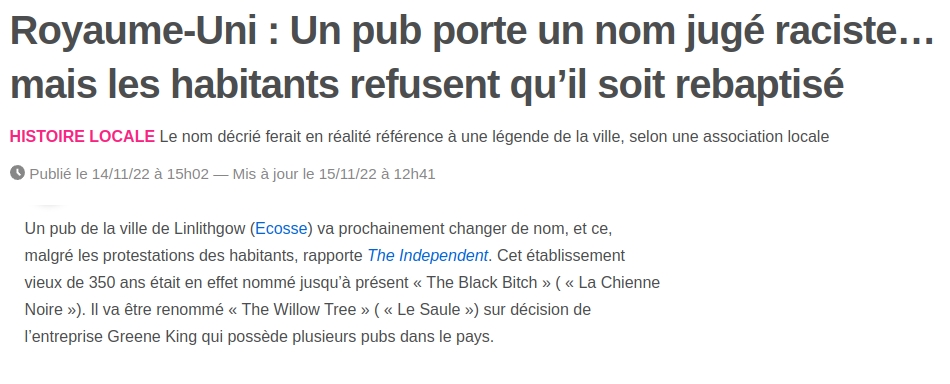 Royaume-Uni : Un pub porte un nom jugé raciste…
mais les habitants refusent qu’il soit rebaptisé
HISTOIRE LOCALE Le nom décrié ferait en réalité référence à une légende de la ville, selon une association locale
Publié le 14/11/22 à 15h02 — Mis à jour le 15/11/22 à 12h41
Un pub de la ville de Linlithgow (Ecosse) va prochainement changer de nom, et ce,
malgré les protestations des habitants, rapporte The Independent. Cet établissement
vieux de 350 ans était en effet nommé jusqu’à présent « The Black Bitch » ( « La Chienne
Noire »). Il va être renommé « The Willow Tree » ( « Le Saule ») sur décision de
l’entreprise Greene King qui possède plusieurs pubs dans le pays.